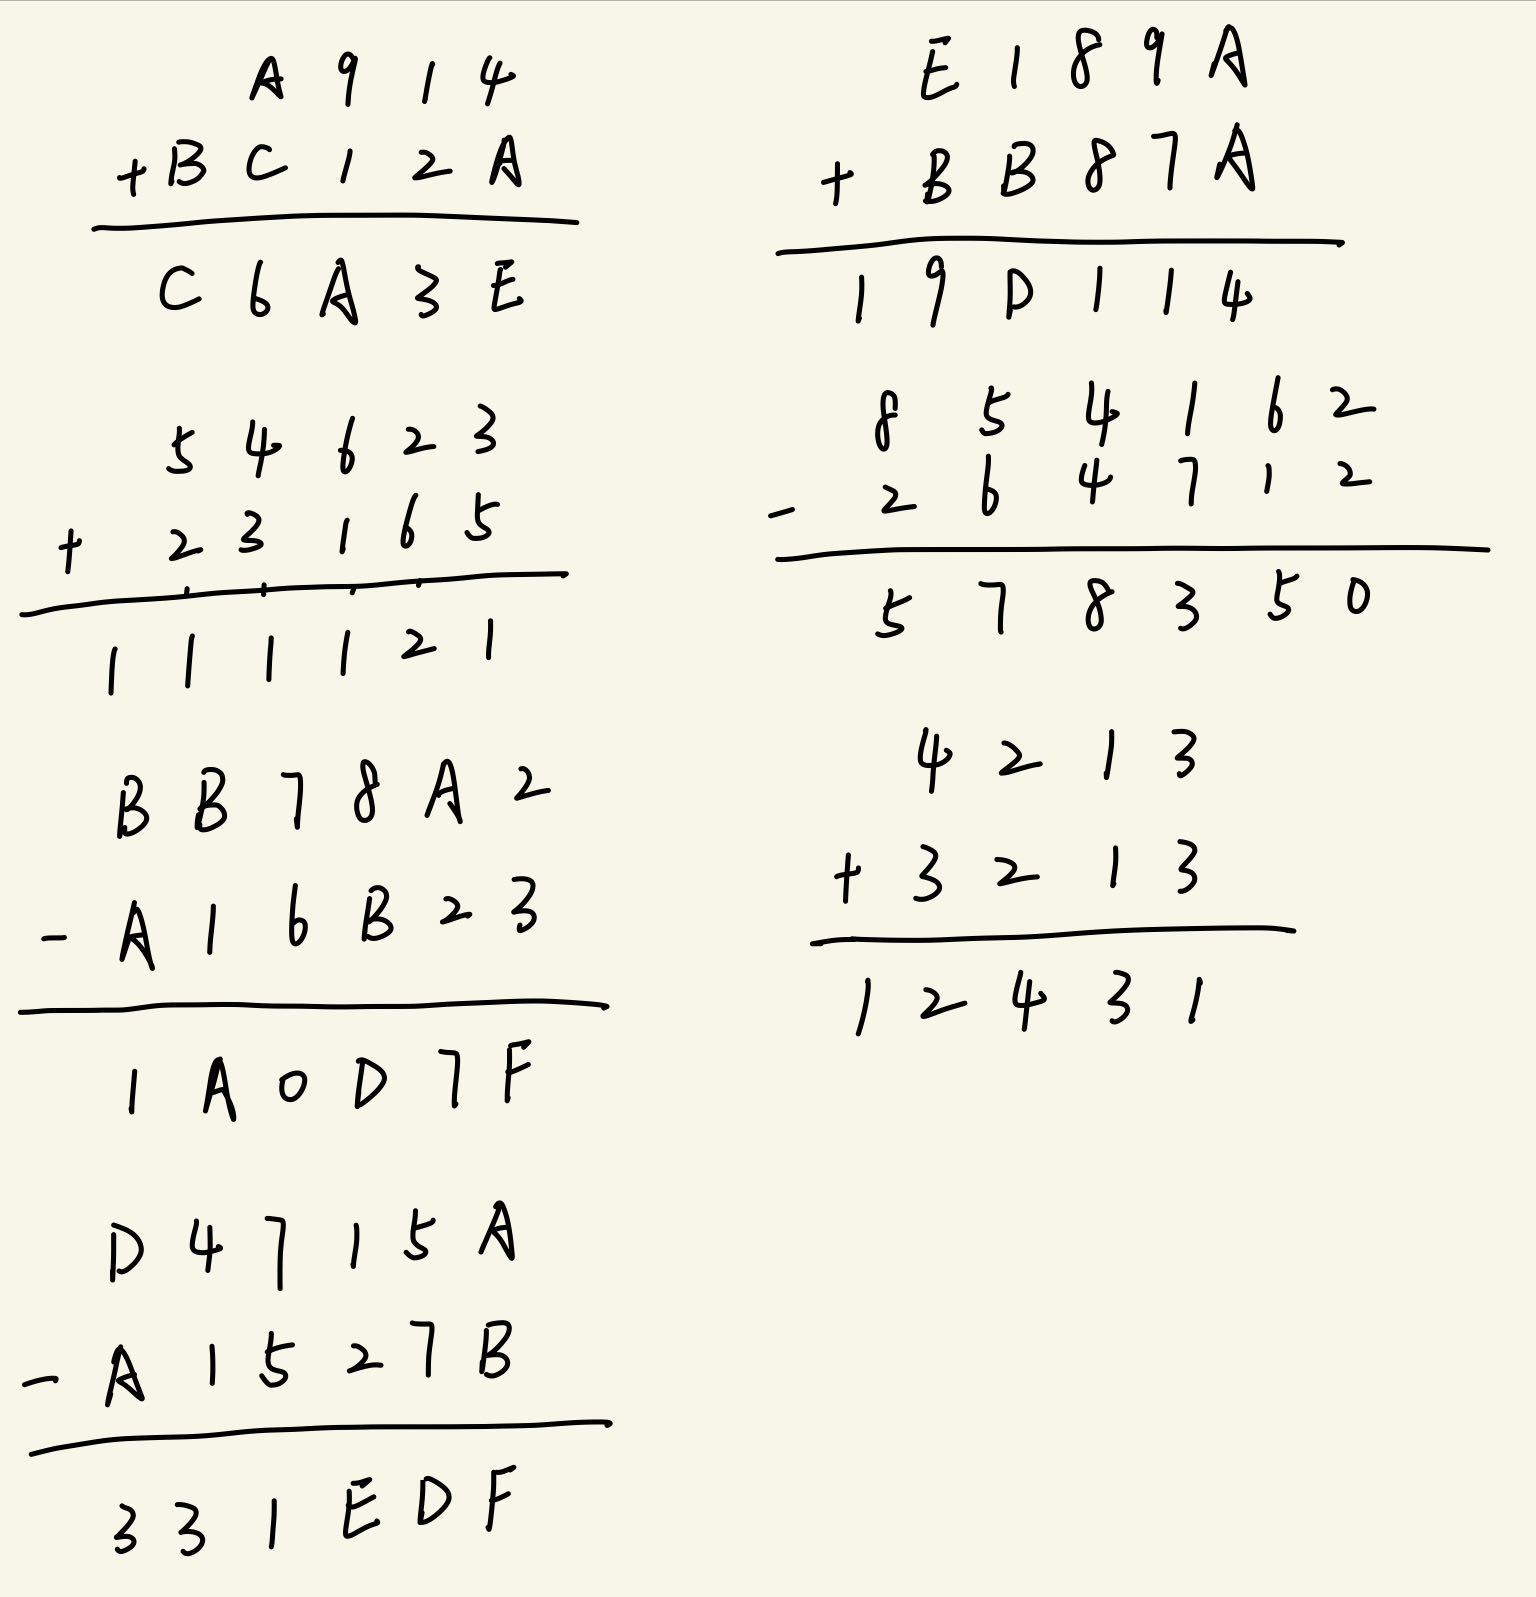 A 9 1 4
+ B C 1 2 A
C 6 A 3 E
5 4 6 2 3
+ 2 3 1 6 5
1 1 1 1 2 1
B B 7 8 A 2
- A 1 6 B 2 3
1 A 0 D 7 F
D 4 7 1 5 A
- A 1 5 2 7 B
3 3 1 E D F
E 1 8 9 A
+ B B 8 7 A
1 9 D 1 1 4
8 5 4 1 6 2
- 2 6 4 7 1 2
5 7 8 3 5 0
4 2 1 3
+ 3 2 1 3
1 2 4 3 1